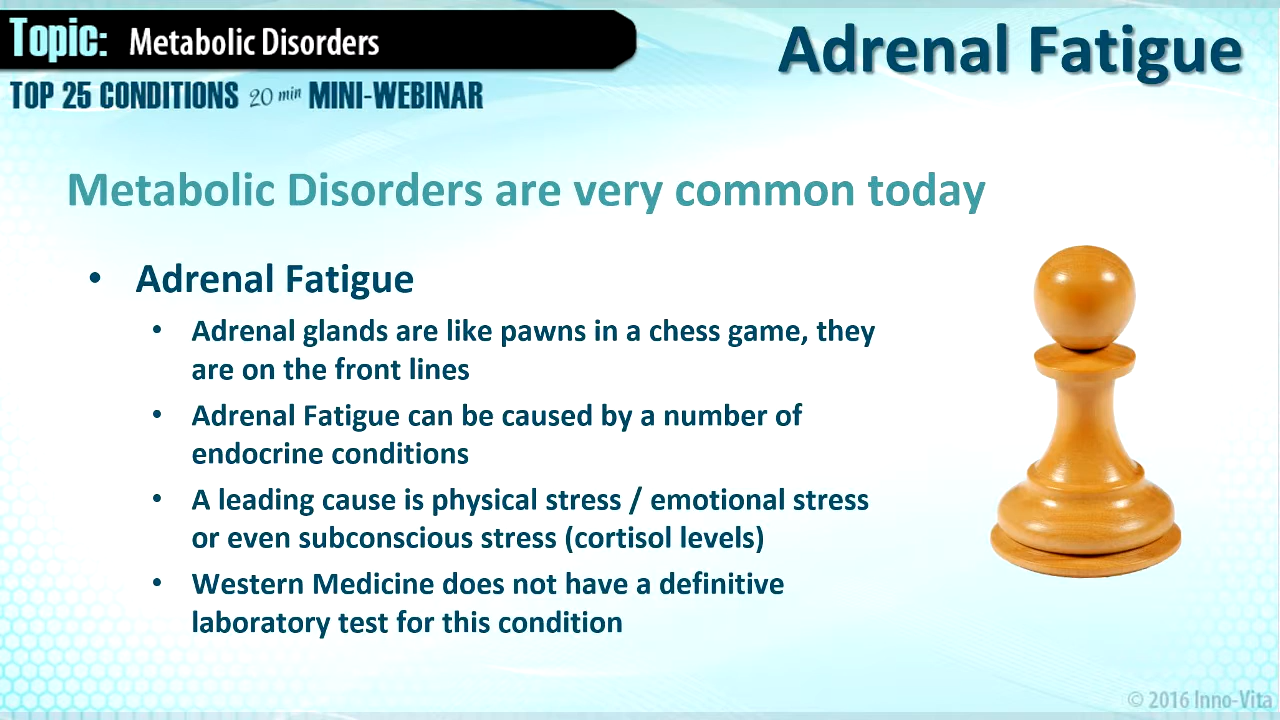 Topic: Metabolic Disorders
Adrenal Fatigue
TOP 25 CONDITIONS 20 min MINI-WEBINAR
Metabolic Disorders are very common today
• Adrenal Fatigue
• Adrenal glands are like pawns in a chess game, they
are on the front lines
• Adrenal Fatigue can be caused by a number of
endocrine conditions
• A leading cause is physical stress / emotional stress
or even subconscious stress (cortisol levels)
• Western Medicine does not have a definitive
laboratory test for this condition
© 2016 Inno-Vita